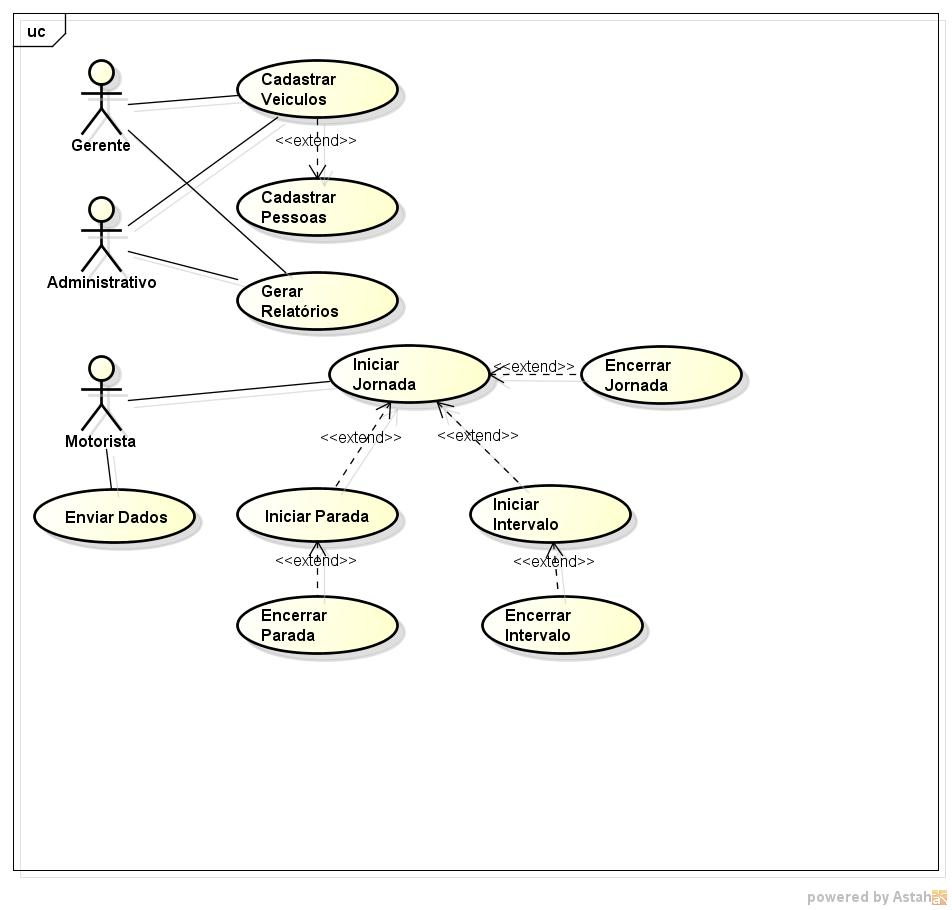 uc
Cadastrar
Veiculos
Gerente
<<extend>>
Cadastrar
Pessoas
Administrativo
Gerar
Relatórios
Iniciar
Jornada
<<extend>>
Encerrar
Jornada
Motorista
<<extend>>
<<extend>>
Enviar Dados
Iniciar Parada
Iniciar
Intervalo
<<extend>>
<<extend>>
Encerrar
Parada
Encerrar
Intervalo
powered by Astah